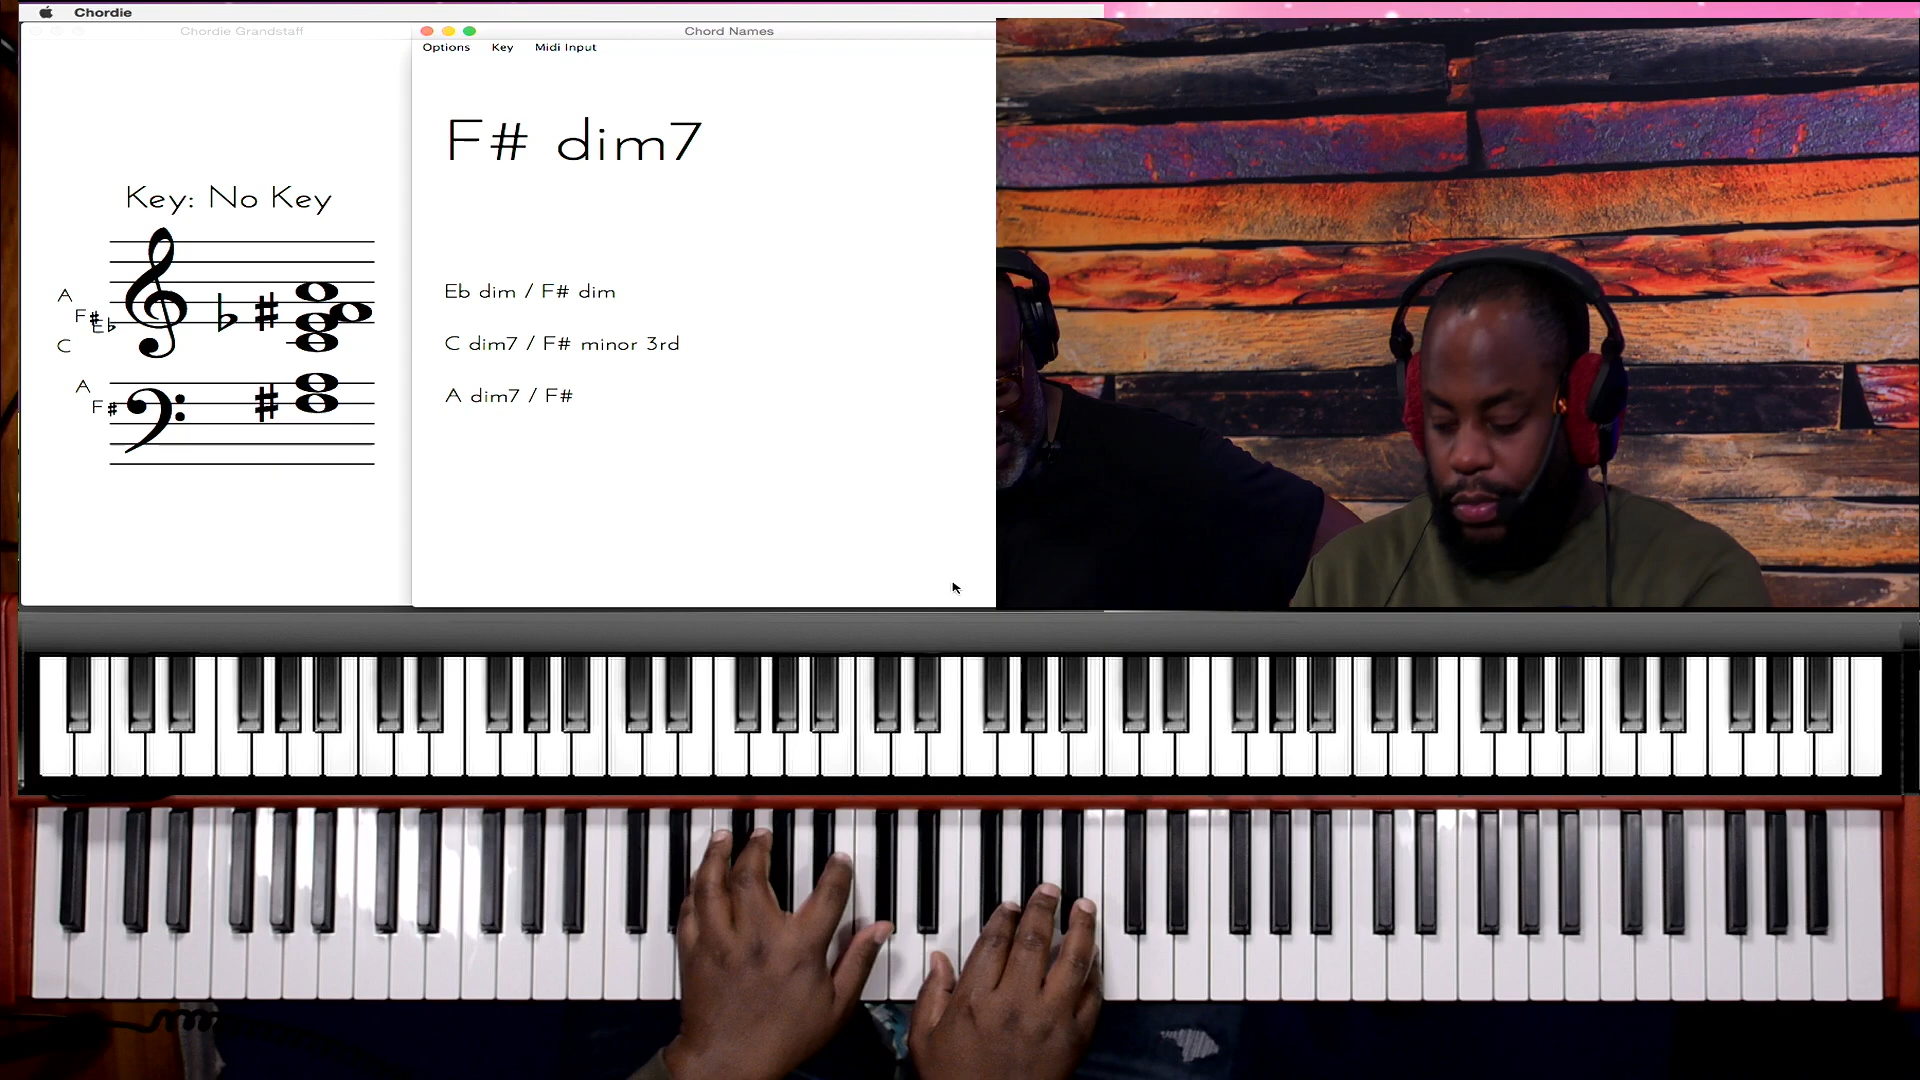 Chordie
Chordie Grandstaff
Chord Names
Options Key Midi Input
F# dim7
Key: No Key
Eb dim / F# dim
C dim7 / F# minor 3rd
A dim7 / F#
A
F#
Eb
C
A
F#